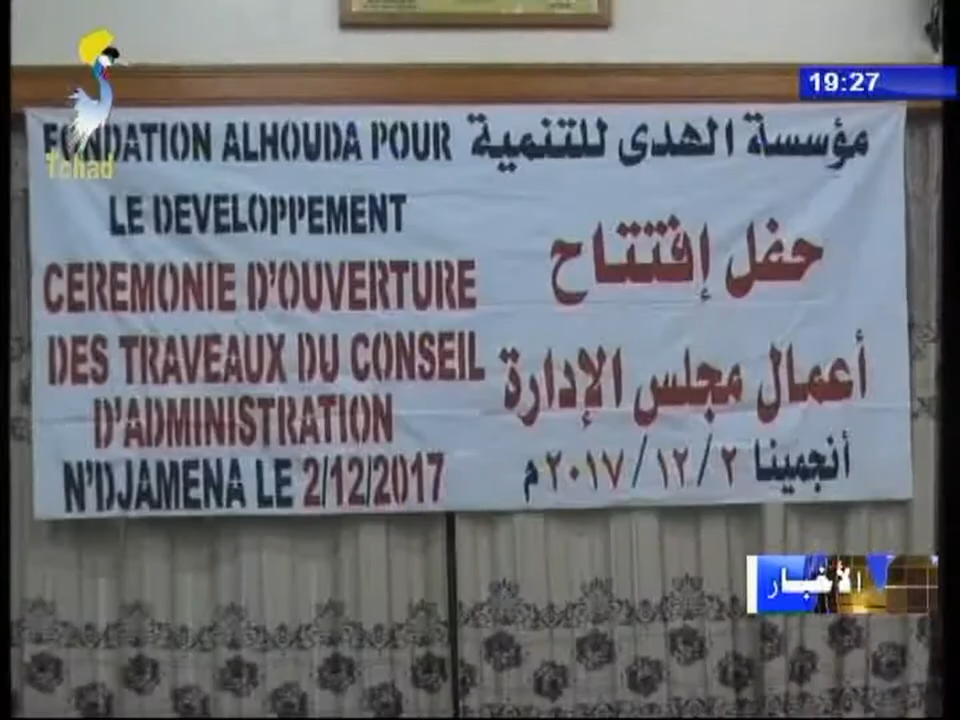 19:27
Tchad
FONDATION ALHOUDA POUR
LE DEVELOPPEMENT
CEREMONIE D'OUVERTURE
DES TRAVEAUX DU CONSEIL
D'ADMINISTRATION
N'DJAMENA LE 2/12/2017
مؤسسة الهدى للتنمية
حفل إفتتاح
أعمال مجلس الإدارة
أنجمينا ٢ / ١٢ / ٢٠١٧ م
الأخبار